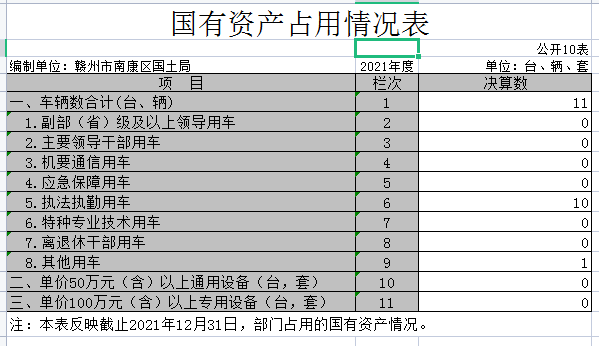 国有资产占用情况表
公开10表
编制单位：赣州市南康区国土局 2021年度 单位：台、辆、套
项 目 栏次 决算数
一、车辆数合计(台、辆) 1 11
1.副部（省）级及以上领导用车 2 0
2.主要领导干部用车 3 0
3.机要通信用车 4 0
4.应急保障用车 5 0
5.执法执勤用车 6 10
6.特种专业技术用车 7 0
7.离退休干部用车 8 0
8.其他用车 9 1
二、单价50万元（含）以上通用设备（台，套） 10 0
三、单价100万元（含）以上专用设备（台，套） 11 0
注：本表反映截止2021年12月31日，部门占用的国有资产情况。